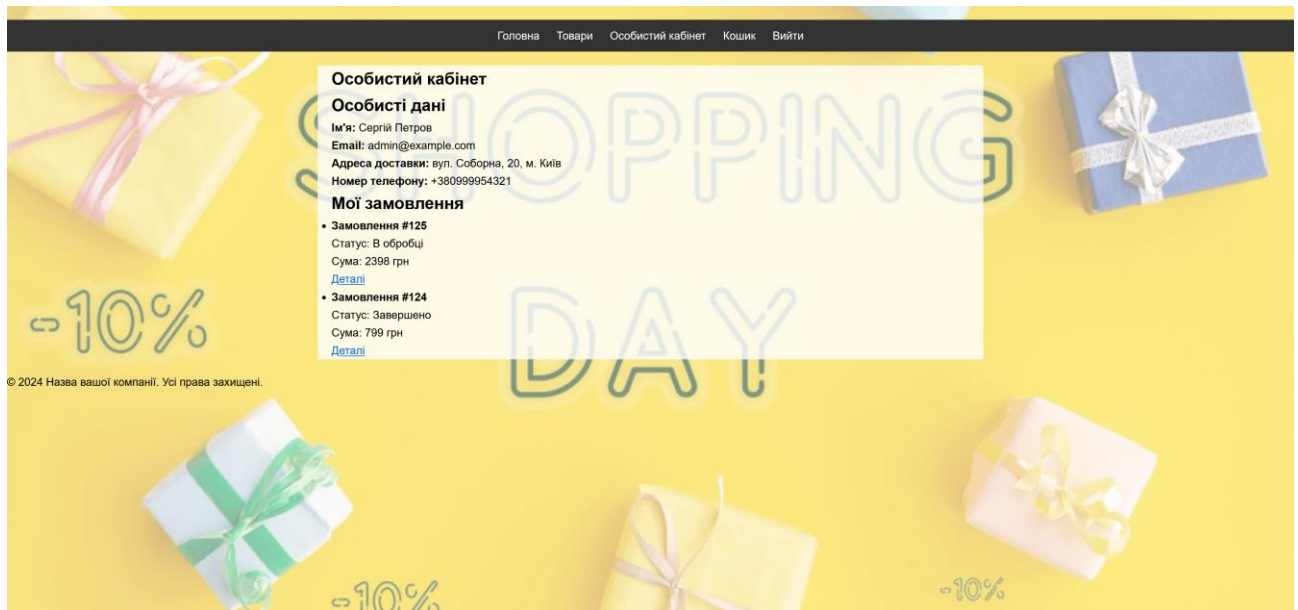 Головна Товари Особистий кабінет Кошик Вийти
Особистий кабінет
Особисті дані
Ім'я: Сергій Петров
Email: admin@example.com
Адреса доставки: вул. Соборна, 20, м. Київ
Номер телефону: +380999954321
Мої замовлення
• Замовлення #125
Статус: В обробці
Сума: 2398 грн
Деталі
• Замовлення #124
Статус: Завершено
Сума: 799 грн
Деталі
© 2024 Назва вашої компанії. Усі права захищені.
SHOPPING
DAY
-10%
-10%
-10%